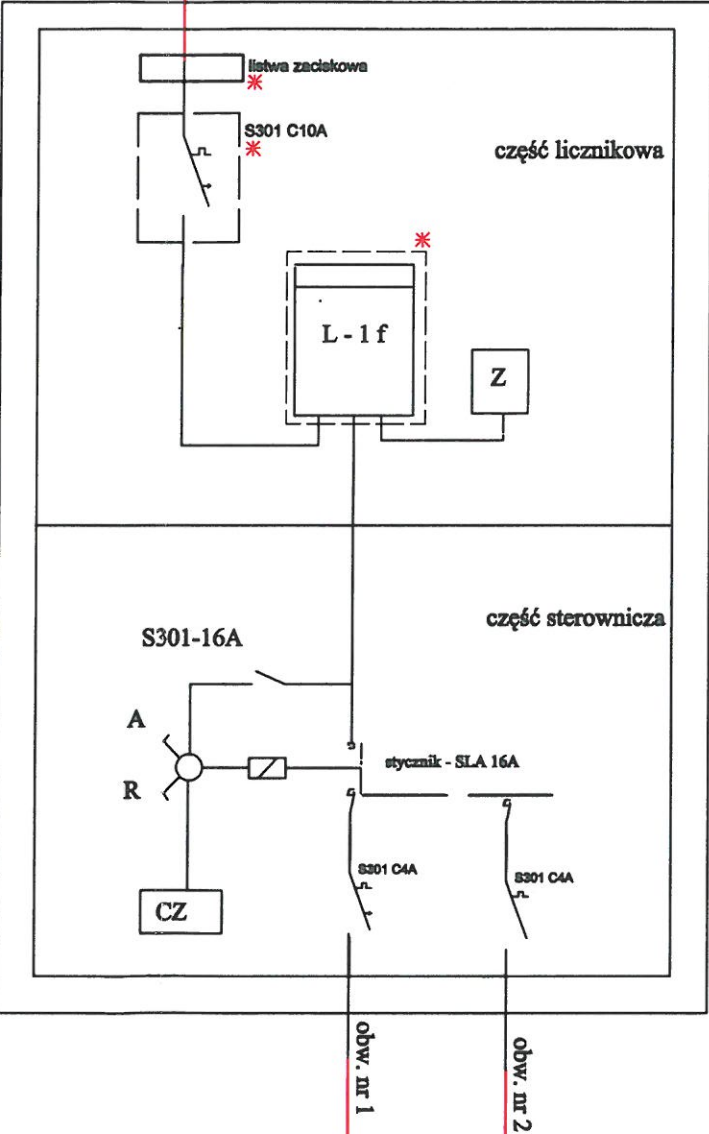 listwa zaciskowa
S301 C10A
część licznikowa
L - 1 f
Z
część sterownicza
S301-16A
A
R
stycznik - SLA 16A
S301 C4A
S301 C4A
CZ
obw. nr 1
obw. nr 2